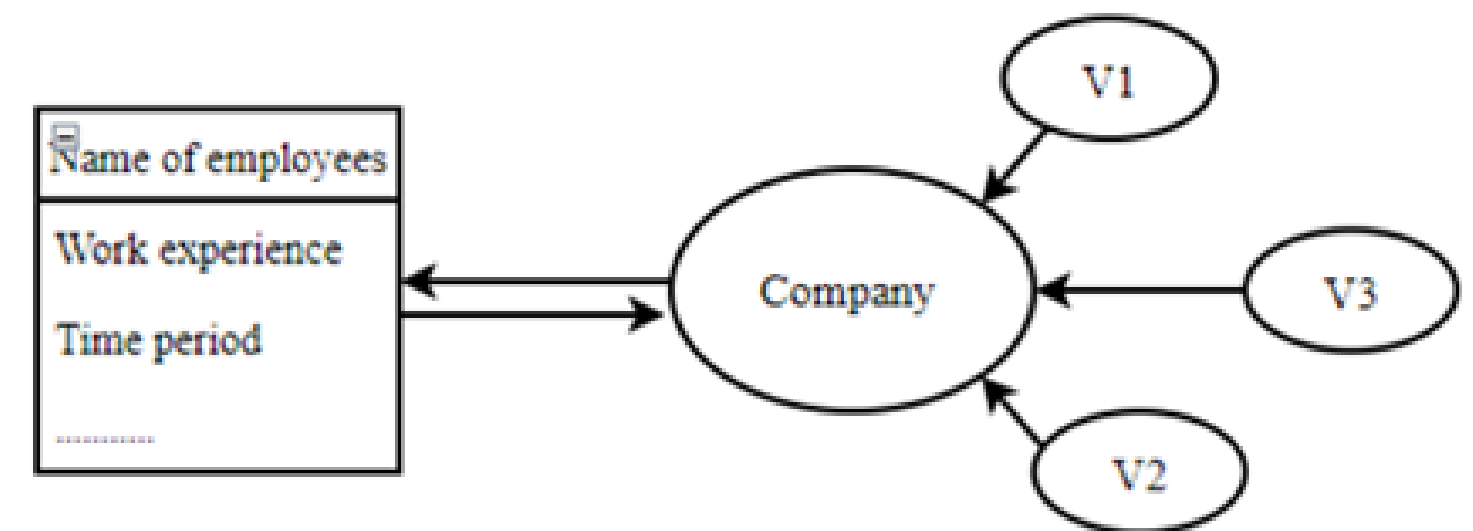 Name of employees
Work experience
Time period
...........
Company
V1
V3
V2